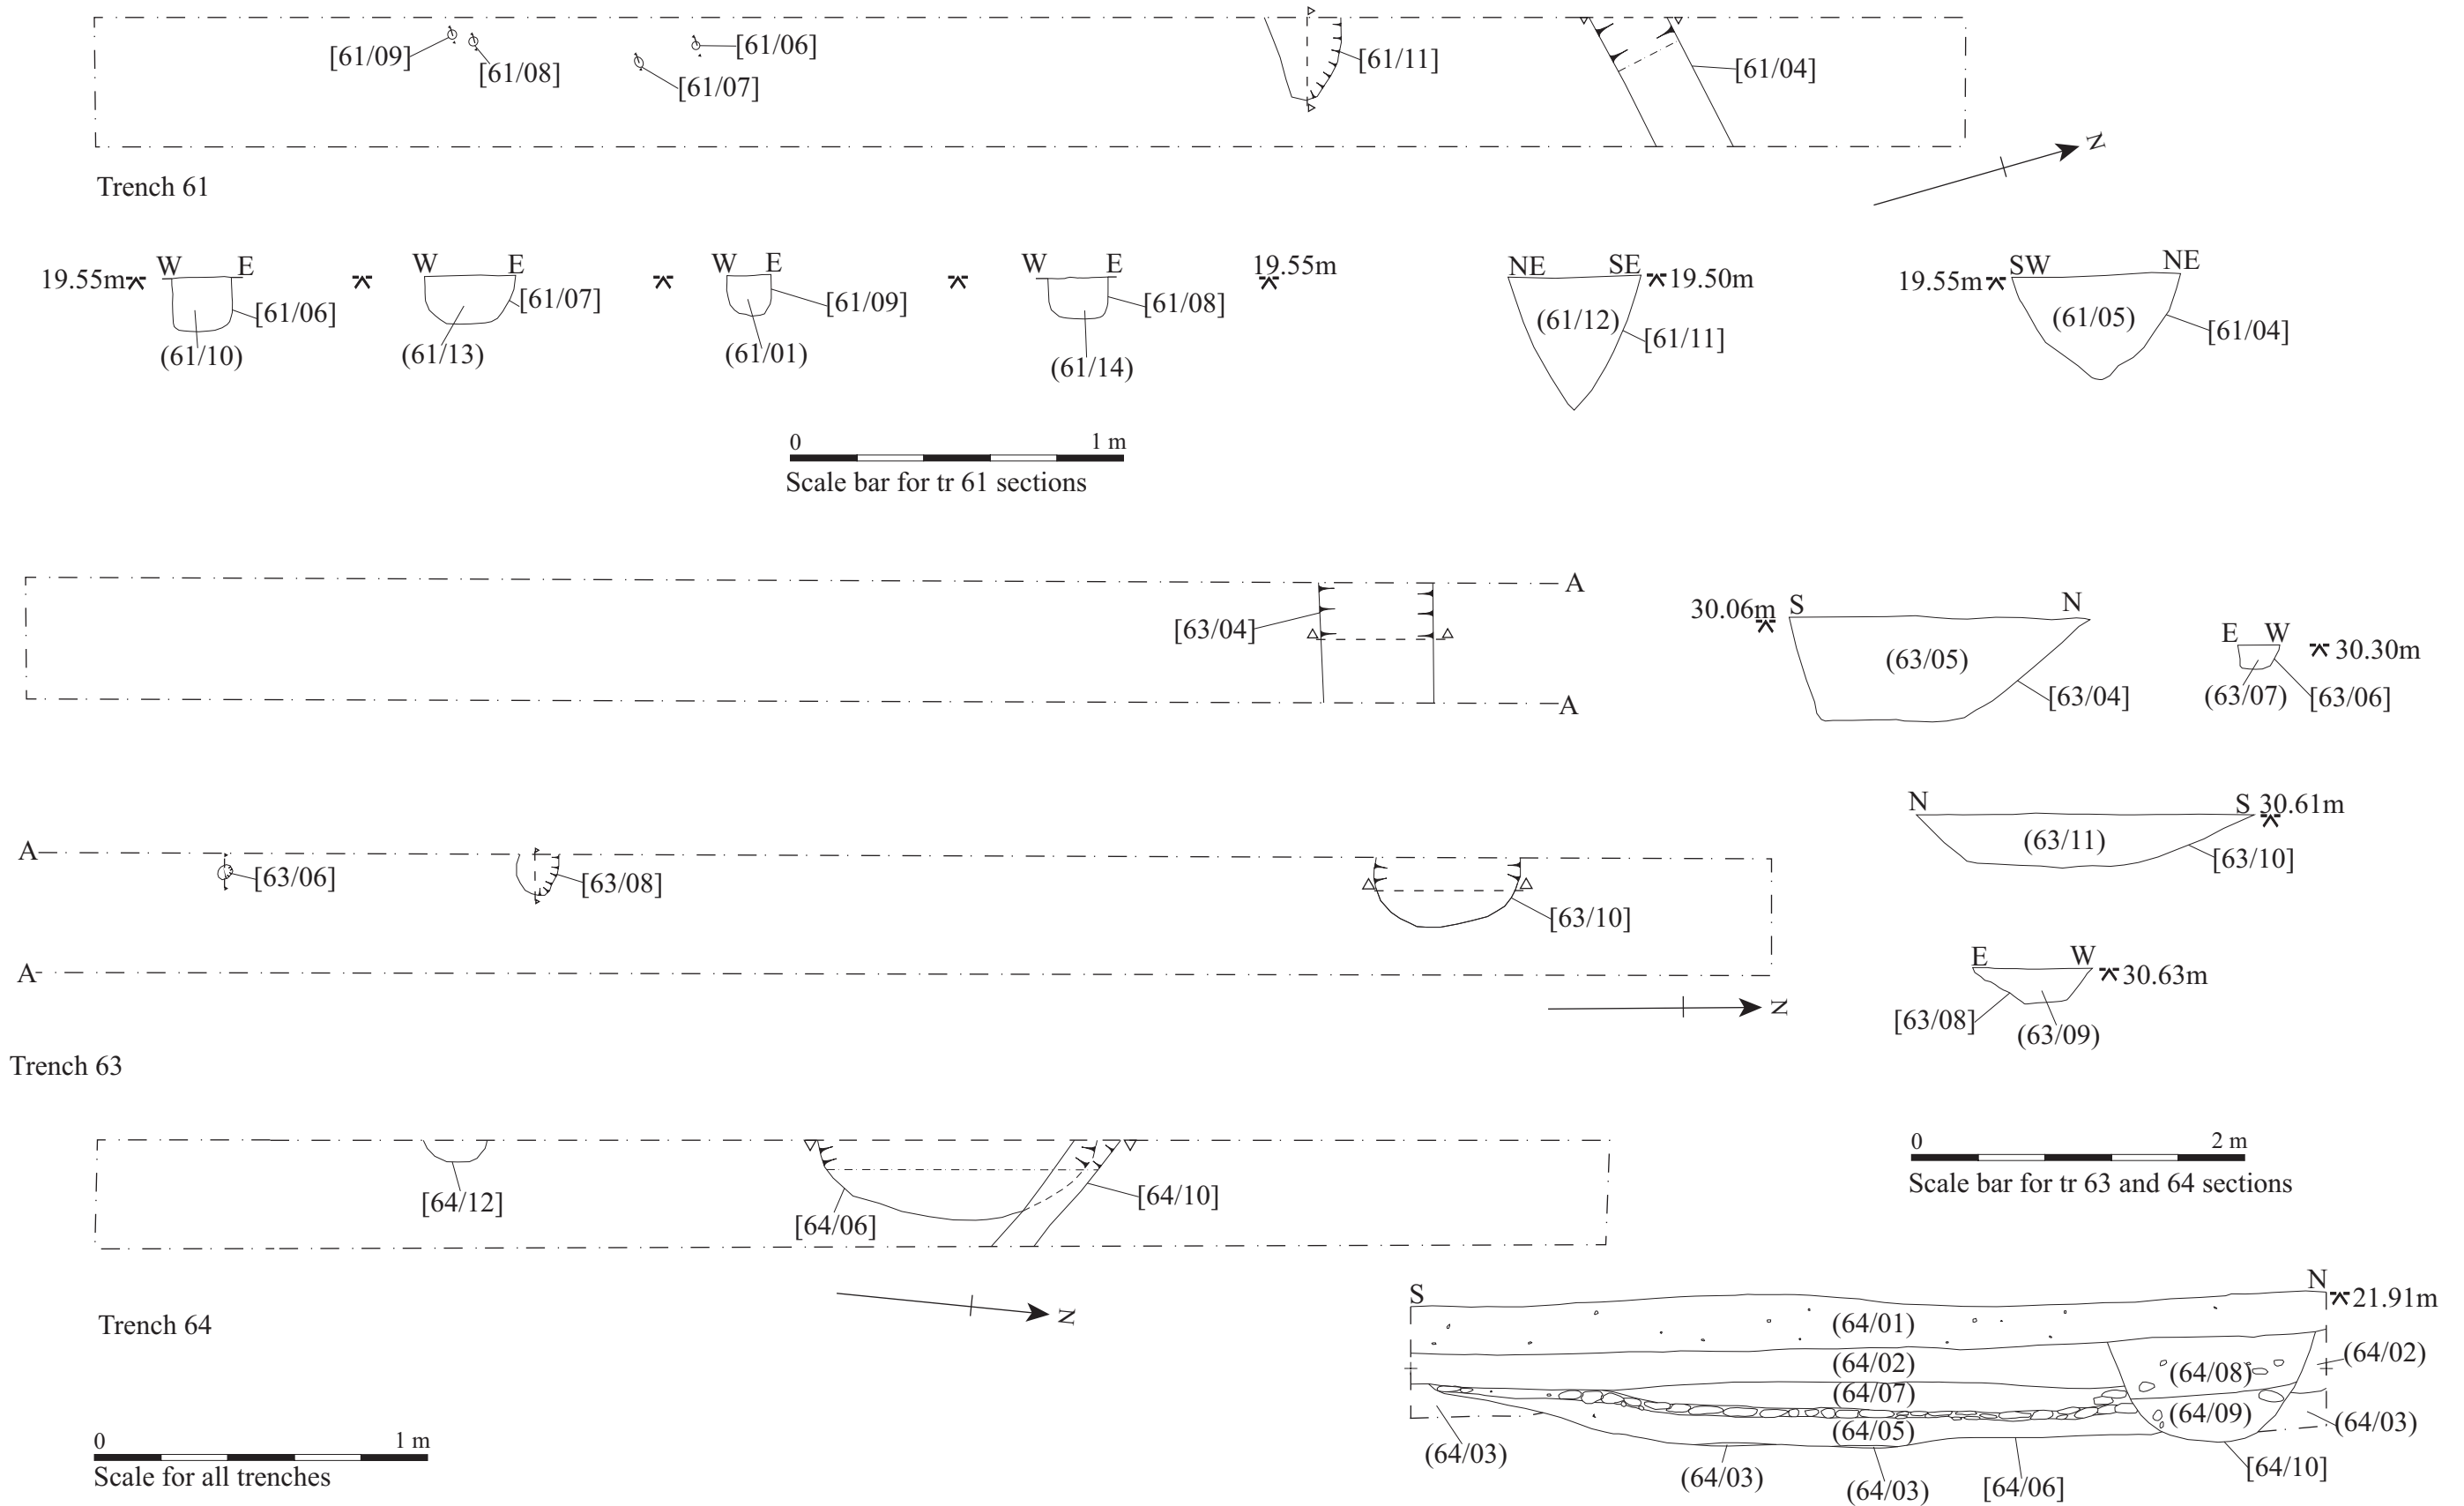 [61/09]
[61/08]
[61/07]
[61/06]
[61/11]
[61/04]
N
Trench 61
19.55m
W
E
[61/06]
(61/10)
W
E
[61/07]
(61/13)
W
E
[61/09]
(61/01)
W
E
[61/08]
(61/14)
19.55m
NE
SE
19.50m
(61/12)
[61/11]
19.55m
SW
NE
(61/05)
[61/04]
0
1 m
Scale bar for tr 61 sections
A
[63/04]
A
30.06m
S
N
(63/05)
[63/04]
E
W
30.30m
(63/07)
[63/06]
N
S
30.61m
(63/11)
[63/10]
A
[63/06]
[63/08]
[63/10]
A
N
E
W
30.63m
[63/08]
(63/09)
Trench 63
[64/12]
[64/06]
[64/10]
N
Trench 64
0
2 m
Scale bar for tr 63 and 64 sections
S
N
21.91m
(64/01)
(64/02)
(64/02)
(64/08)
(64/07)
(64/09)
(64/03)
(64/05)
(64/03)
(64/03)
(64/03)
[64/06]
[64/10]
0
1 m
Scale for all trenches